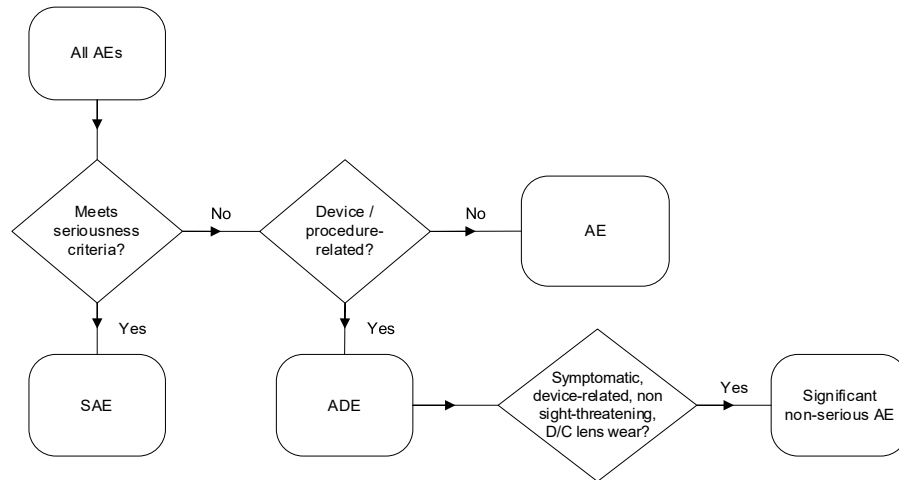 All AEs
Meets
seriousness
criteria?
No
Device /
procedure-
related?
No
AE
Yes
SAE
Yes
ADE
Symptomatic,
device-related, non
sight-threatening,
D/C lens wear?
Yes
Significant
non-serious AE